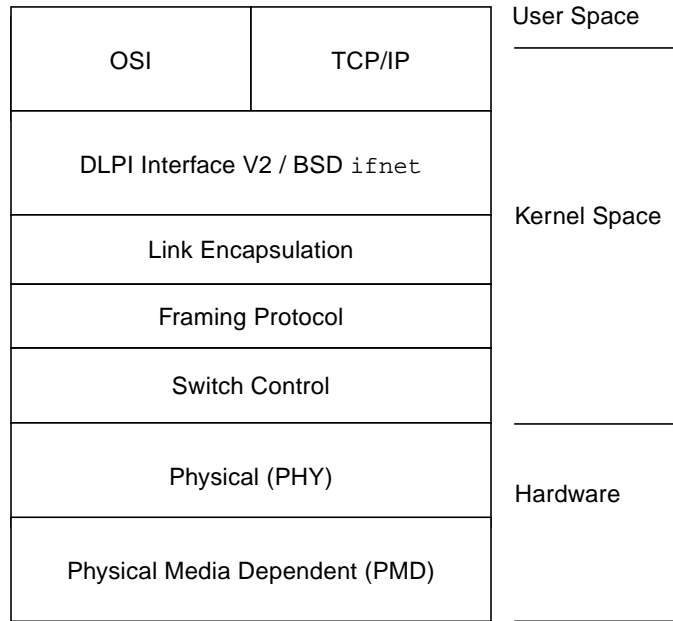 User Space
OSI
TCP/IP
DLPI Interface V2 / BSD ifnet
Kernel Space
Link Encapsulation
Framing Protocol
Switch Control
Physical (PHY)
Hardware
Physical Media Dependent (PMD)